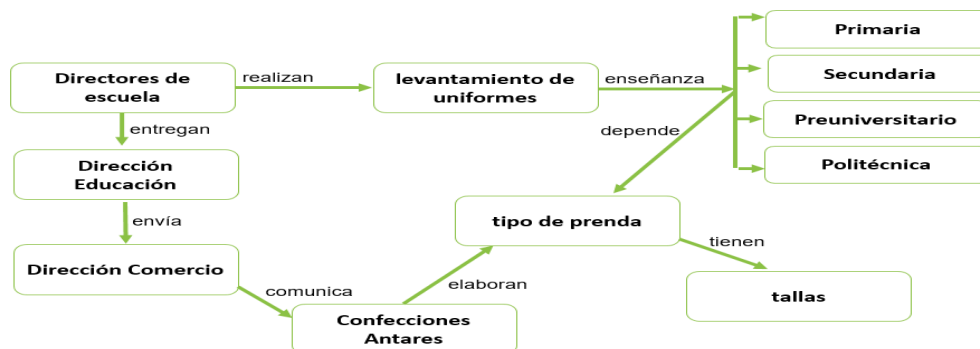 Directores de
escuela
realizan
levantamiento de
uniformes
enseñanza
Primaria
Secundaria
Preuniversitario
Politécnica
entregan
depende
Dirección
Educación
envía
tipo de prenda
tienen
Dirección Comercio
comunica
elaboran
tallas
Confecciones
Antares